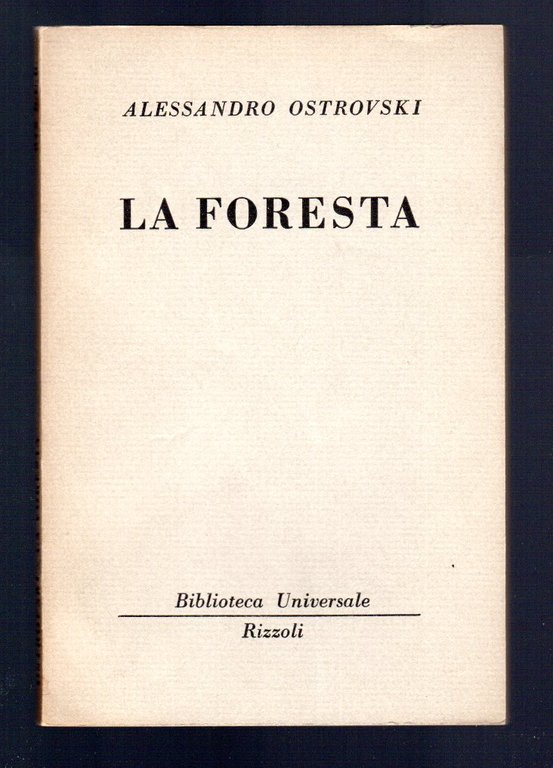 ALESSANDRO OSTROVSKI
LA FORESTA
Biblioteca Universale
Rizzoli